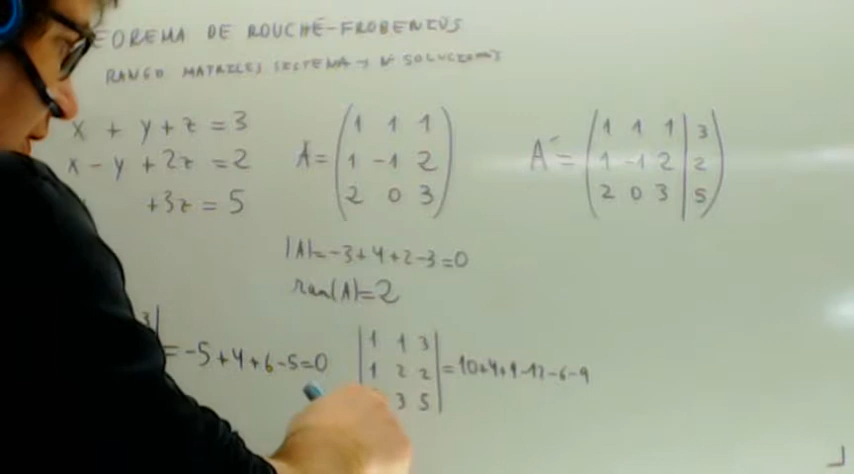 EOREMA DE ROUCHÉ-FROBENIUS
RANGO MATRICES SISTEMA → Nº SOLUCIONES
x + y + z = 3
x - y + 2z = 2
+3z = 5
A = ( 1 1 1
1 -1 2
2 0 3 )
A´ = ( 1 1 1 | 3
1 -1 2 | 2
2 0 3 | 5 )
|A| = -3+4+2-3=0
ran(A)=2
3|
= -5+4+6-5=0
| 1 1 3
1 2 2
3 5 | = 10+4+9-12-6-9